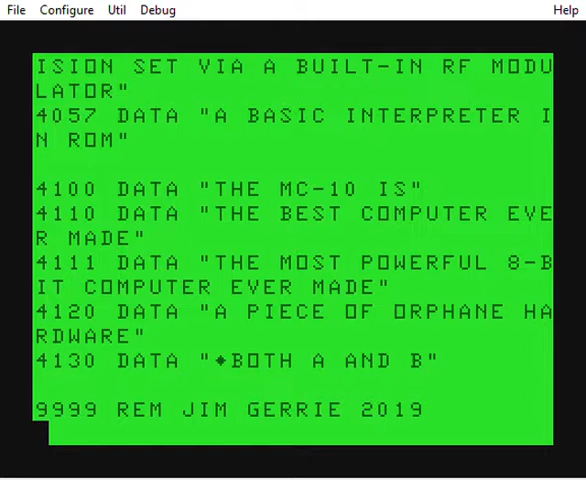 File Configure Util Debug Help
ISION SET VIA A BUILT-IN RF MODU
LATOR"
4057 DATA "A BASIC INTERPRETER I
N ROM"
4100 DATA "THE MC-10 IS"
4110 DATA "THE BEST COMPUTER EVE
R MADE"
4111 DATA "THE MOST POWERFUL 8-B
IT COMPUTER EVER MADE"
4120 DATA "A PIECE OF ORPHANE HA
RDWARE"
4130 DATA "*BOTH A AND B"
9999 REM JIM GERRIE 2019